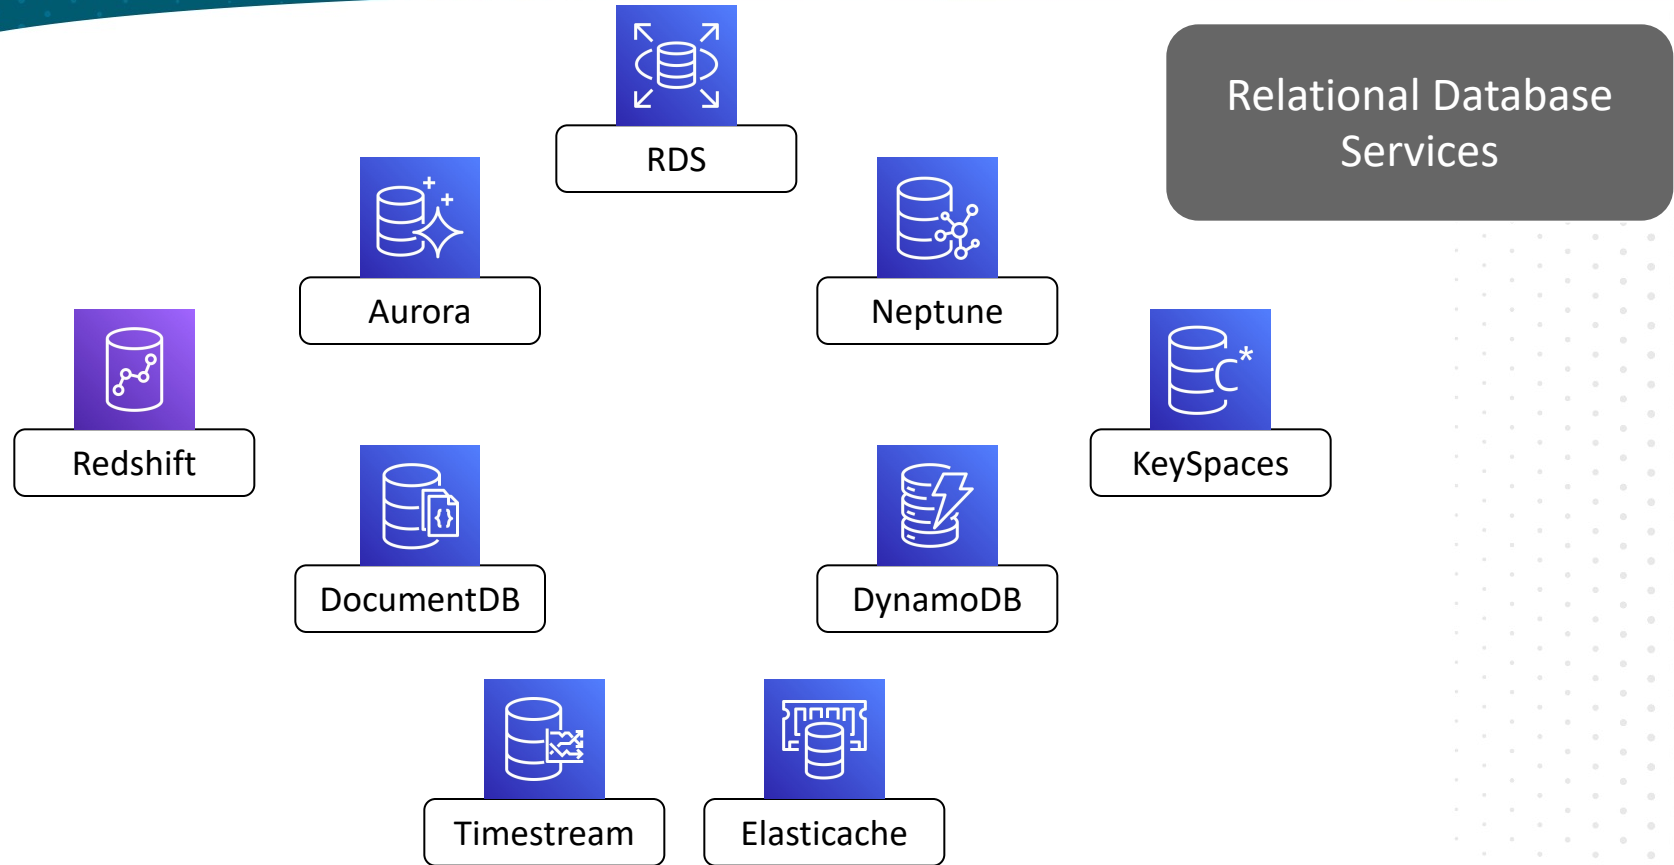 RDS
Relational Database
Services
Aurora
Neptune
Redshift
C*
KeySpaces
{}
DocumentDB
DynamoDB
Timestream
Elasticache